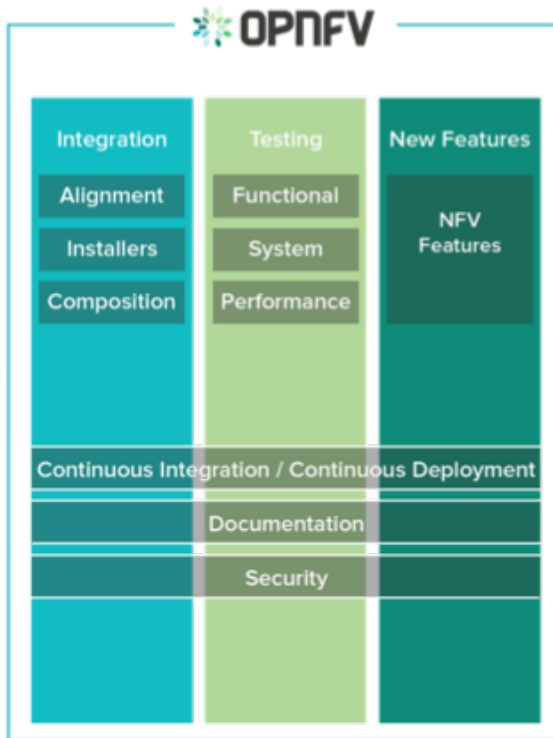 OPNFV
Integration
Alignment
Installers
Composition
Testing
Functional
System
Performance
New Features
NFV
Features
Continuous Integration / Continuous Deployment
Documentation
Security